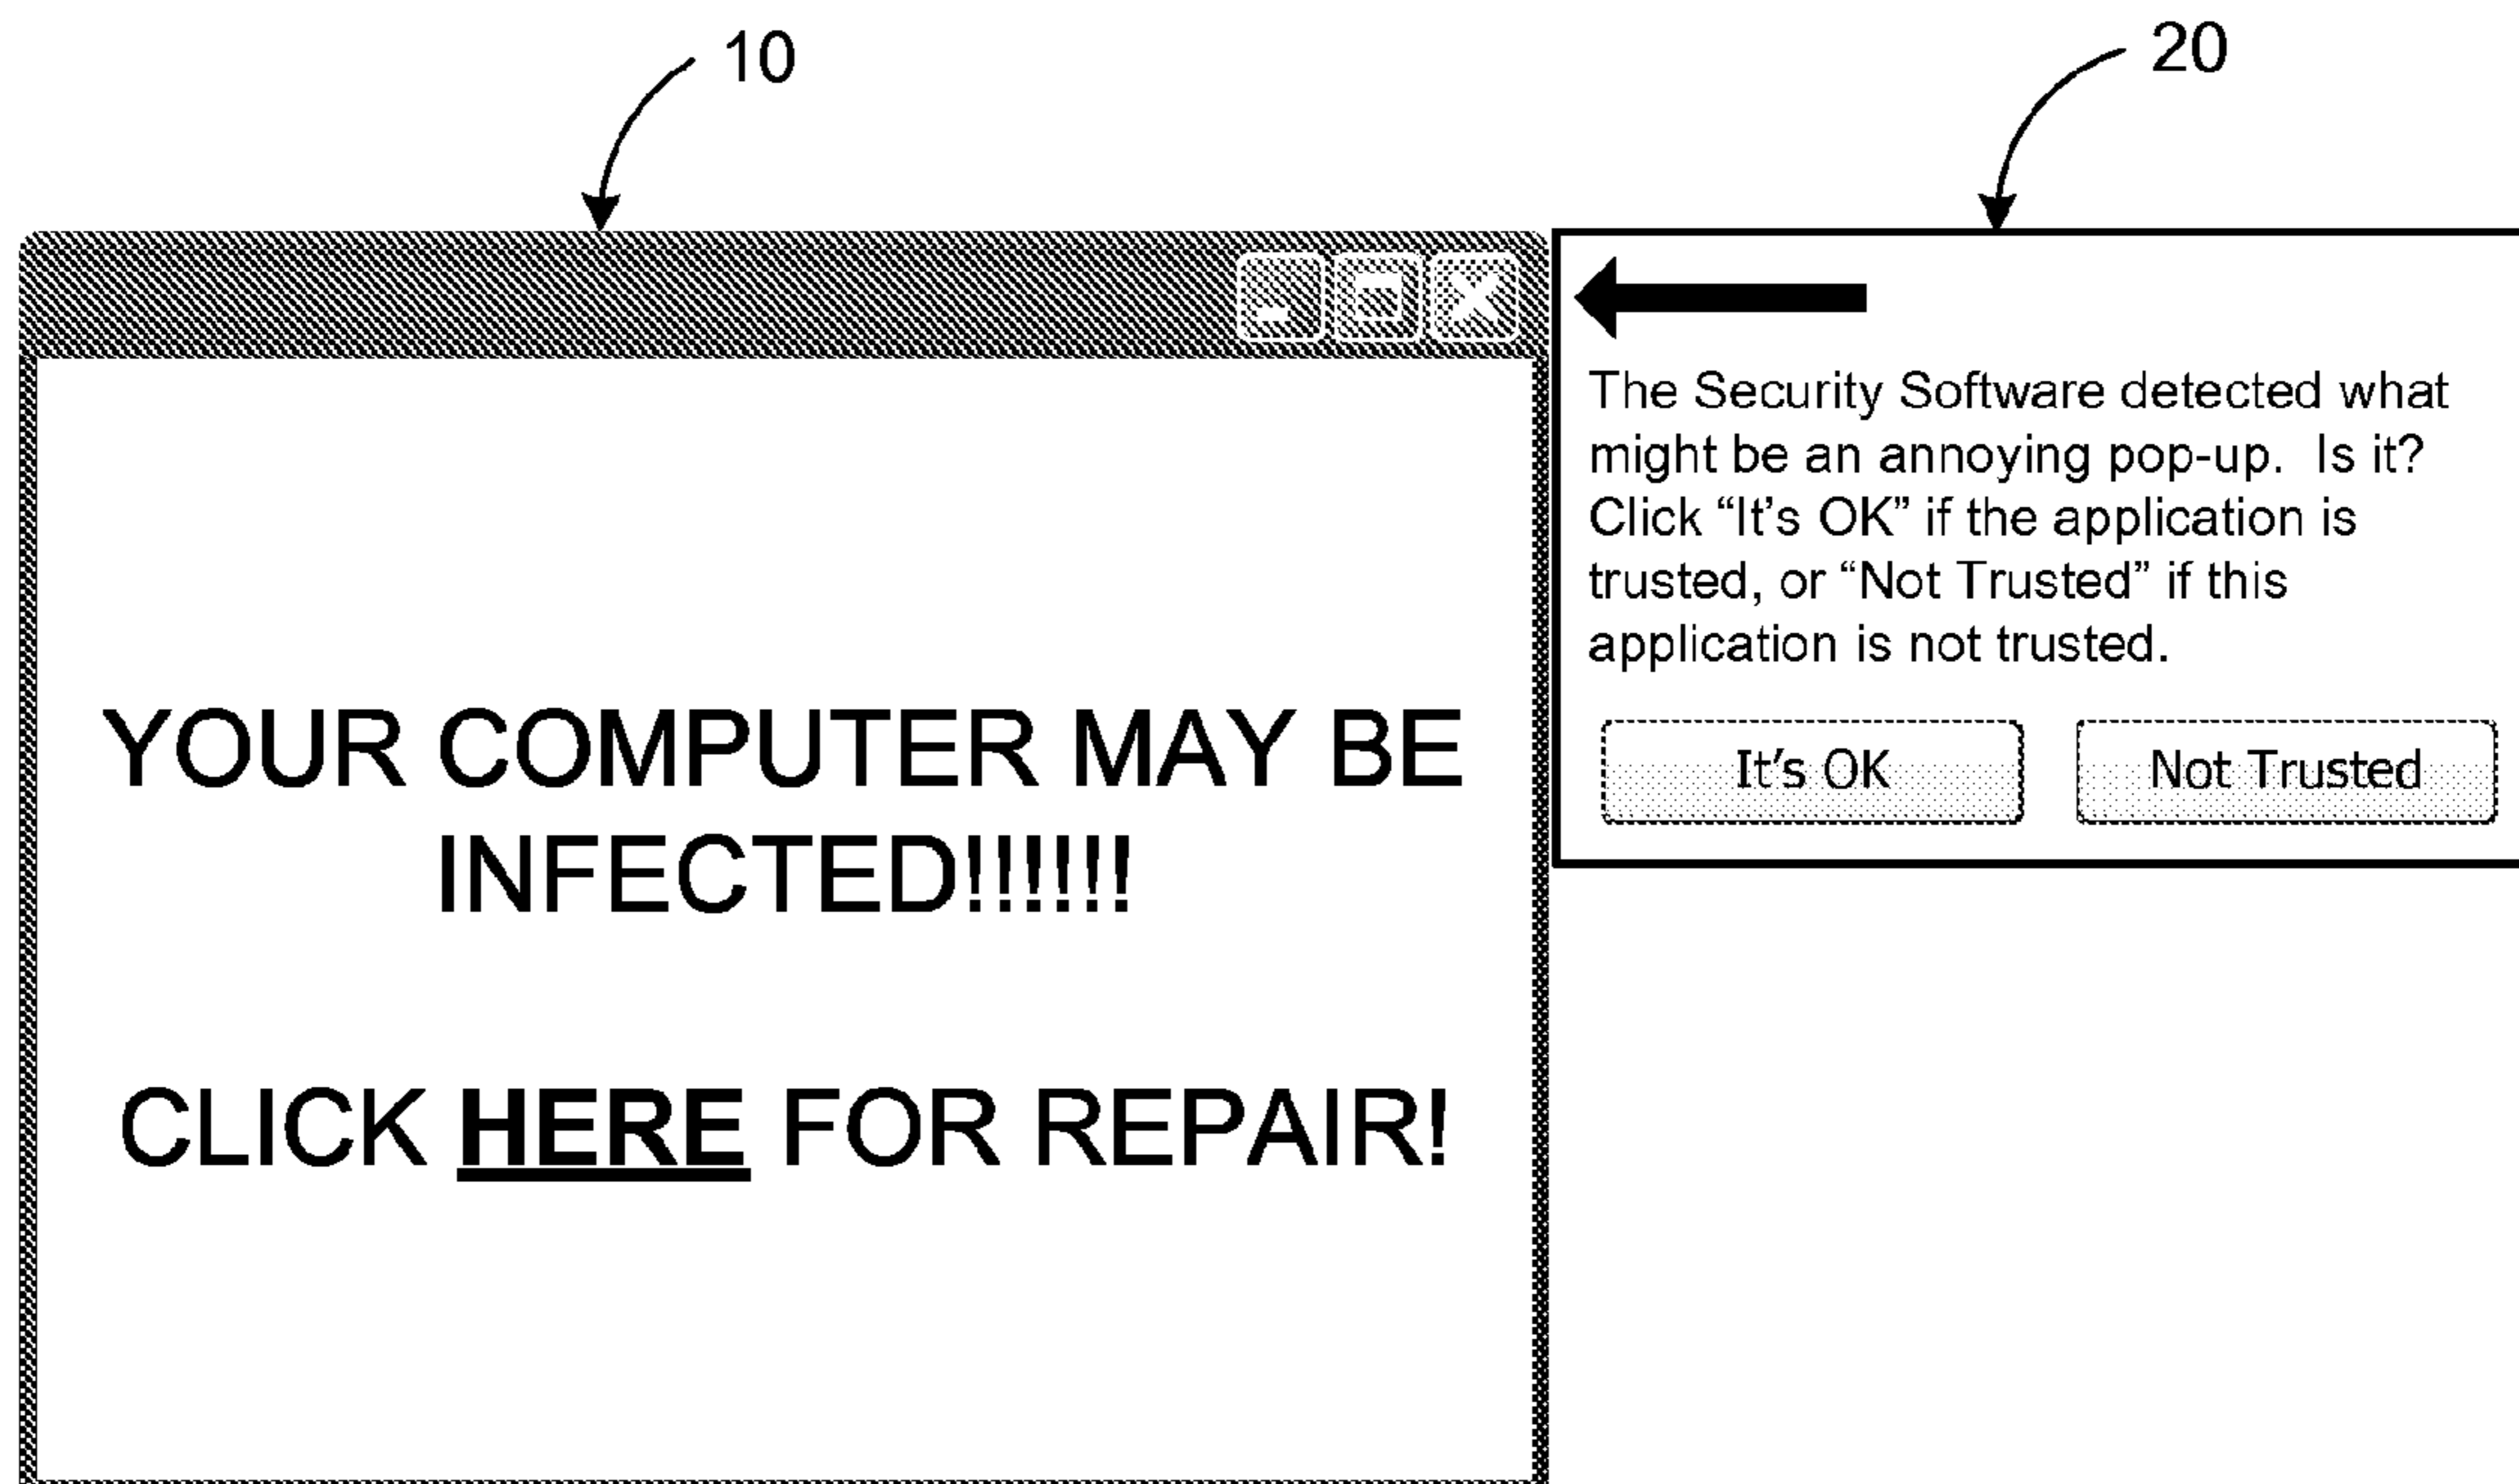 10
20
The Security Software detected what
might be an annoying pop-up.  Is it?
Click “It’s OK” if the application is
trusted, or “Not Trusted” if this
application is not trusted.
It’s OK
Not Trusted
YOUR COMPUTER MAY BE
INFECTED!!!!!!
CLICK HERE FOR REPAIR!